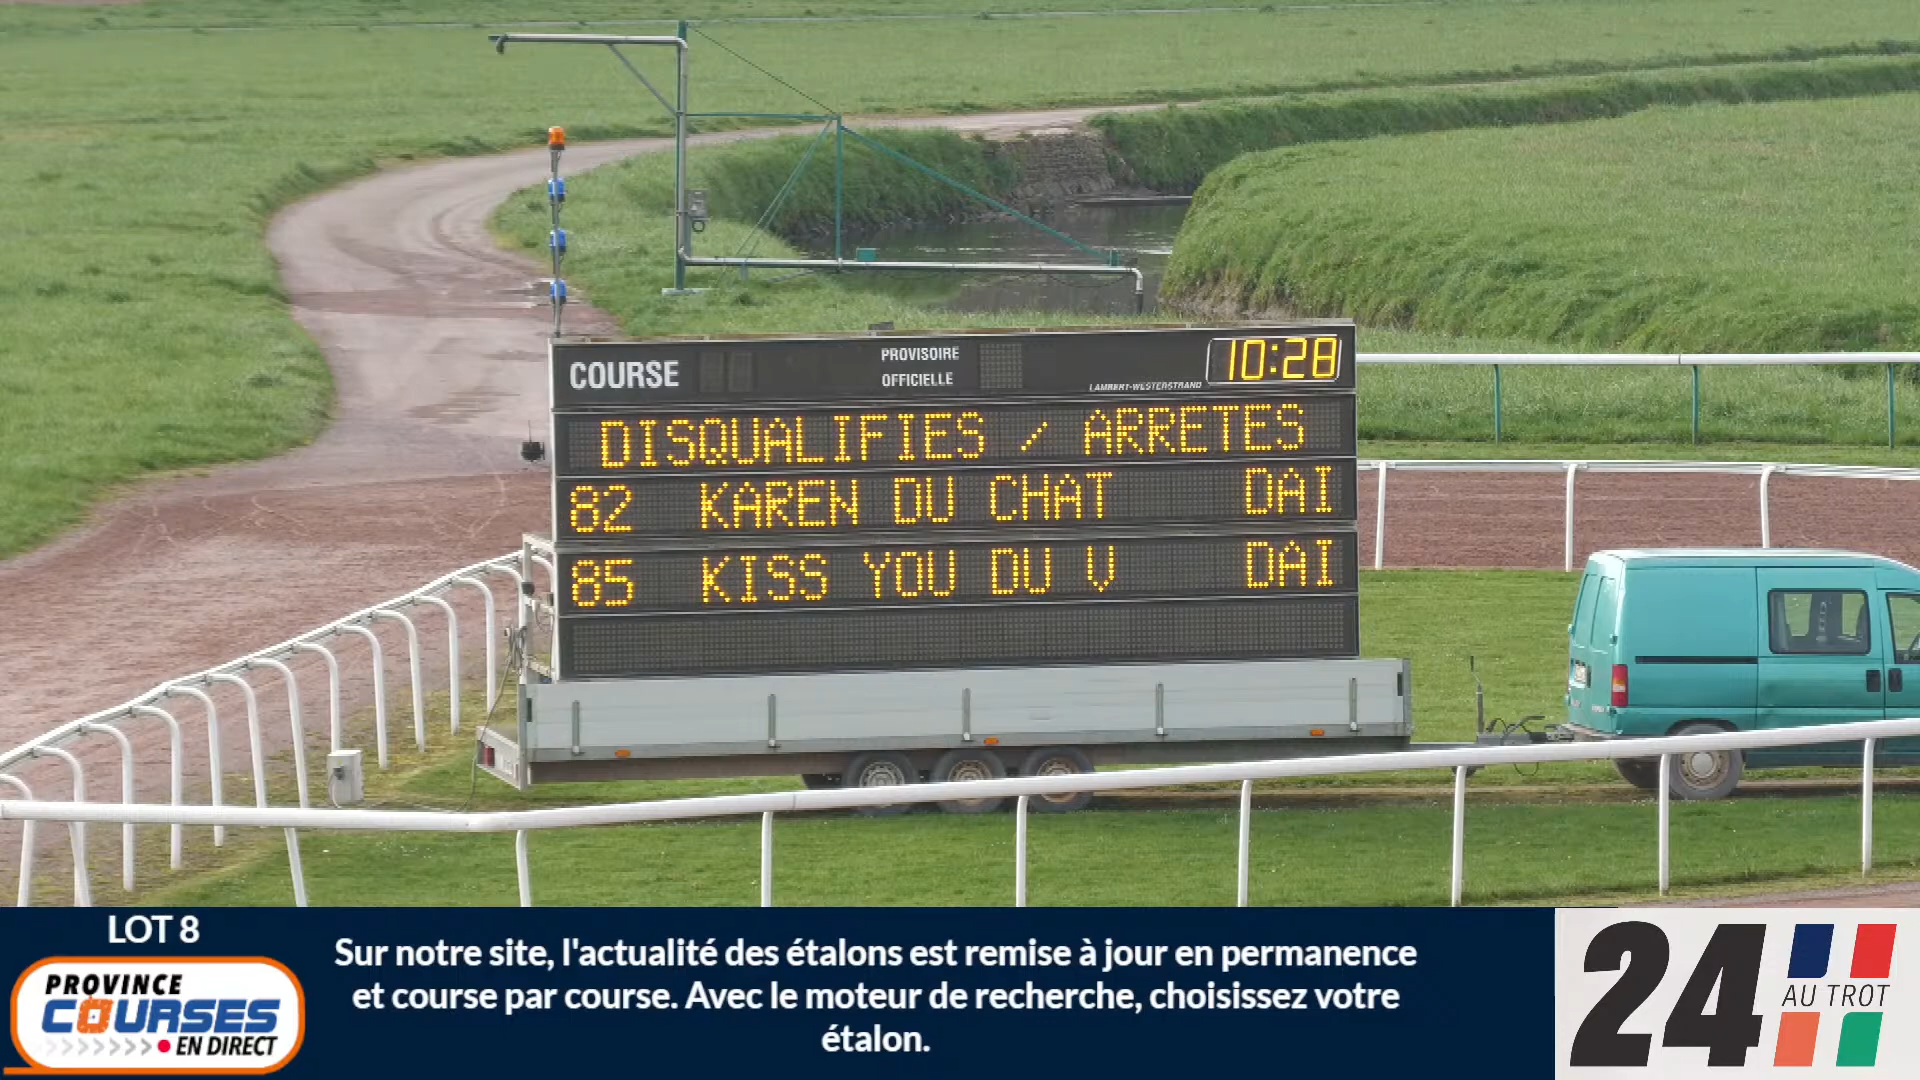 COURSE
PROVISOIRE
OFFICIELLE
10:28
LAMBERT-WESTERSTRAND
DISQUALIFIES / ARRETES
82 KAREN DU CHAT DAI
85 KISS YOU DU V DAI
LOT 8
PROVINCE
COURSES
EN DIRECT
Sur notre site, l'actualité des étalons est remise à jour en permanence
et course par course. Avec le moteur de recherche, choisissez votre
étalon.
24
AU TROT